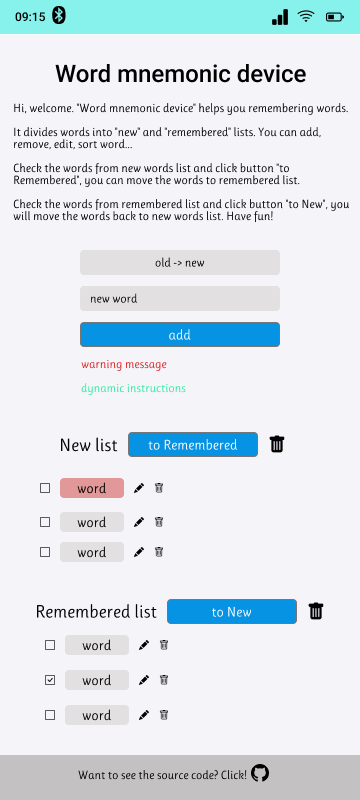 09:15
Word mnemonic device
Hi, welcome. "Word mnemonic device" helps you remembering words.
It divides words into "new" and "remembered" lists. You can add,
remove, edit, sort word...
Check the words from new words list and click button "to
Remembered", you can move the words to remembered list.
Check the words from remembered list and click button "to New", you
will move the words back to new words list. Have fun!
old -> new
new word
add
warning message
dynamic instructions
New list to Remembered
word
word
word
Remembered list to New
word
word
word
Want to see the source code? Click!